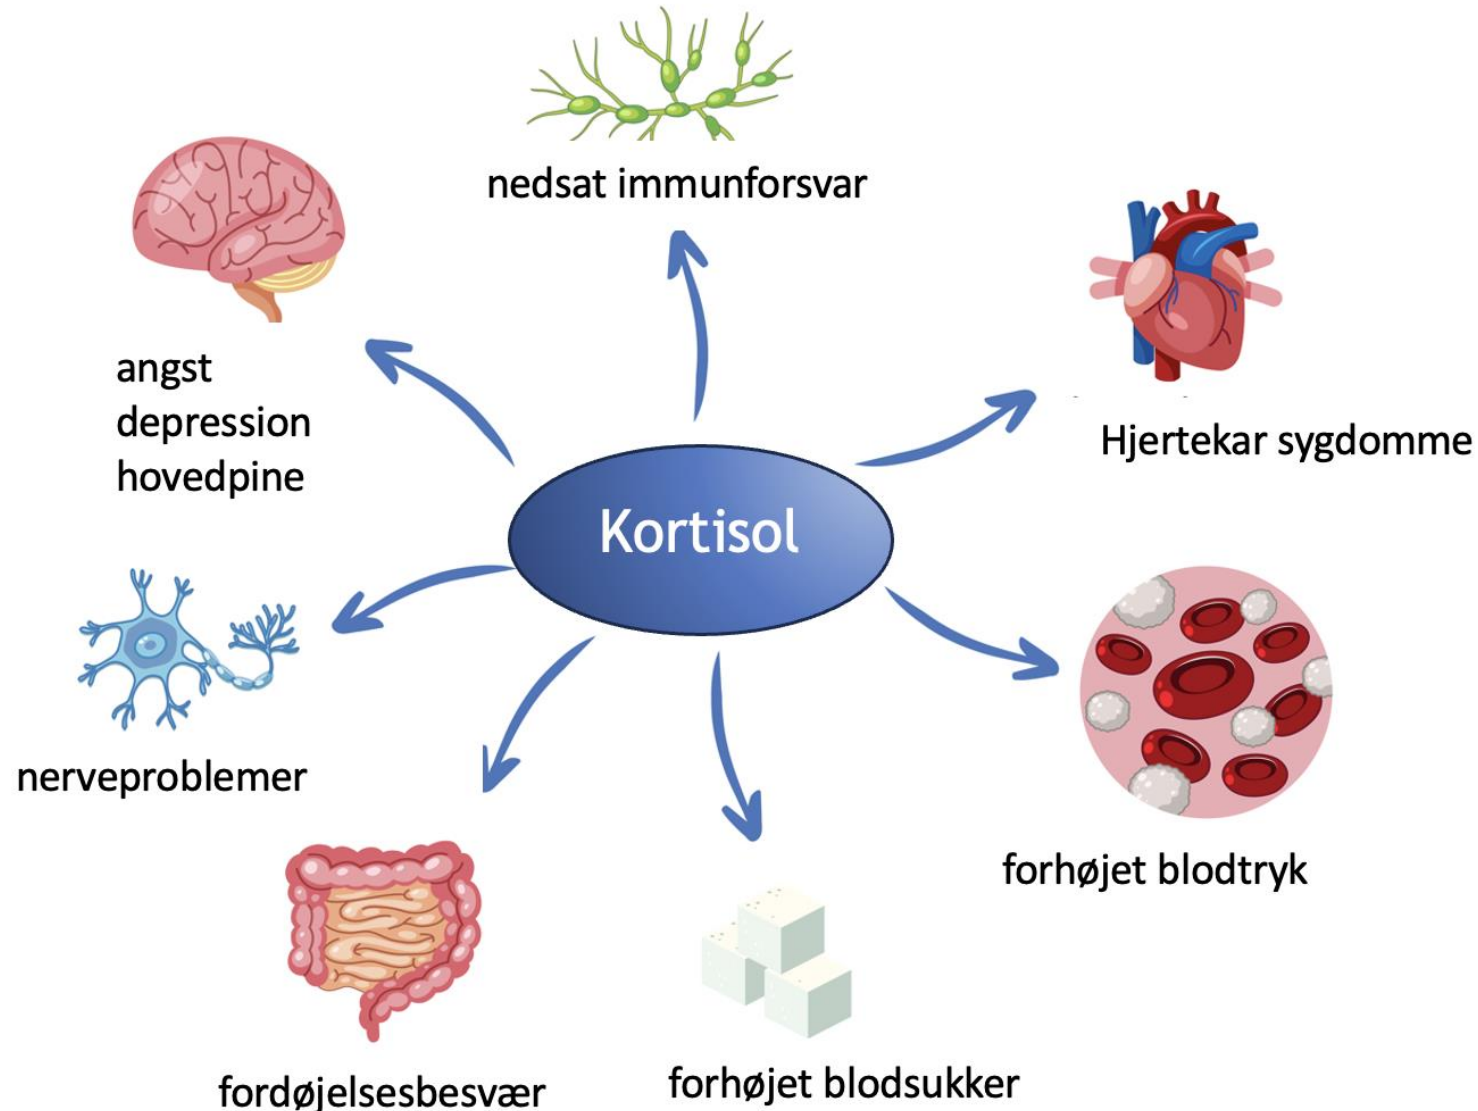 nedsat immunforsvar
angst
depression
hovedpine
Hjertekar sygdomme
Kortisol
nerveproblemer
forhøjet blodtryk
fordøjelsesbesvær
forhøjet blodsukker